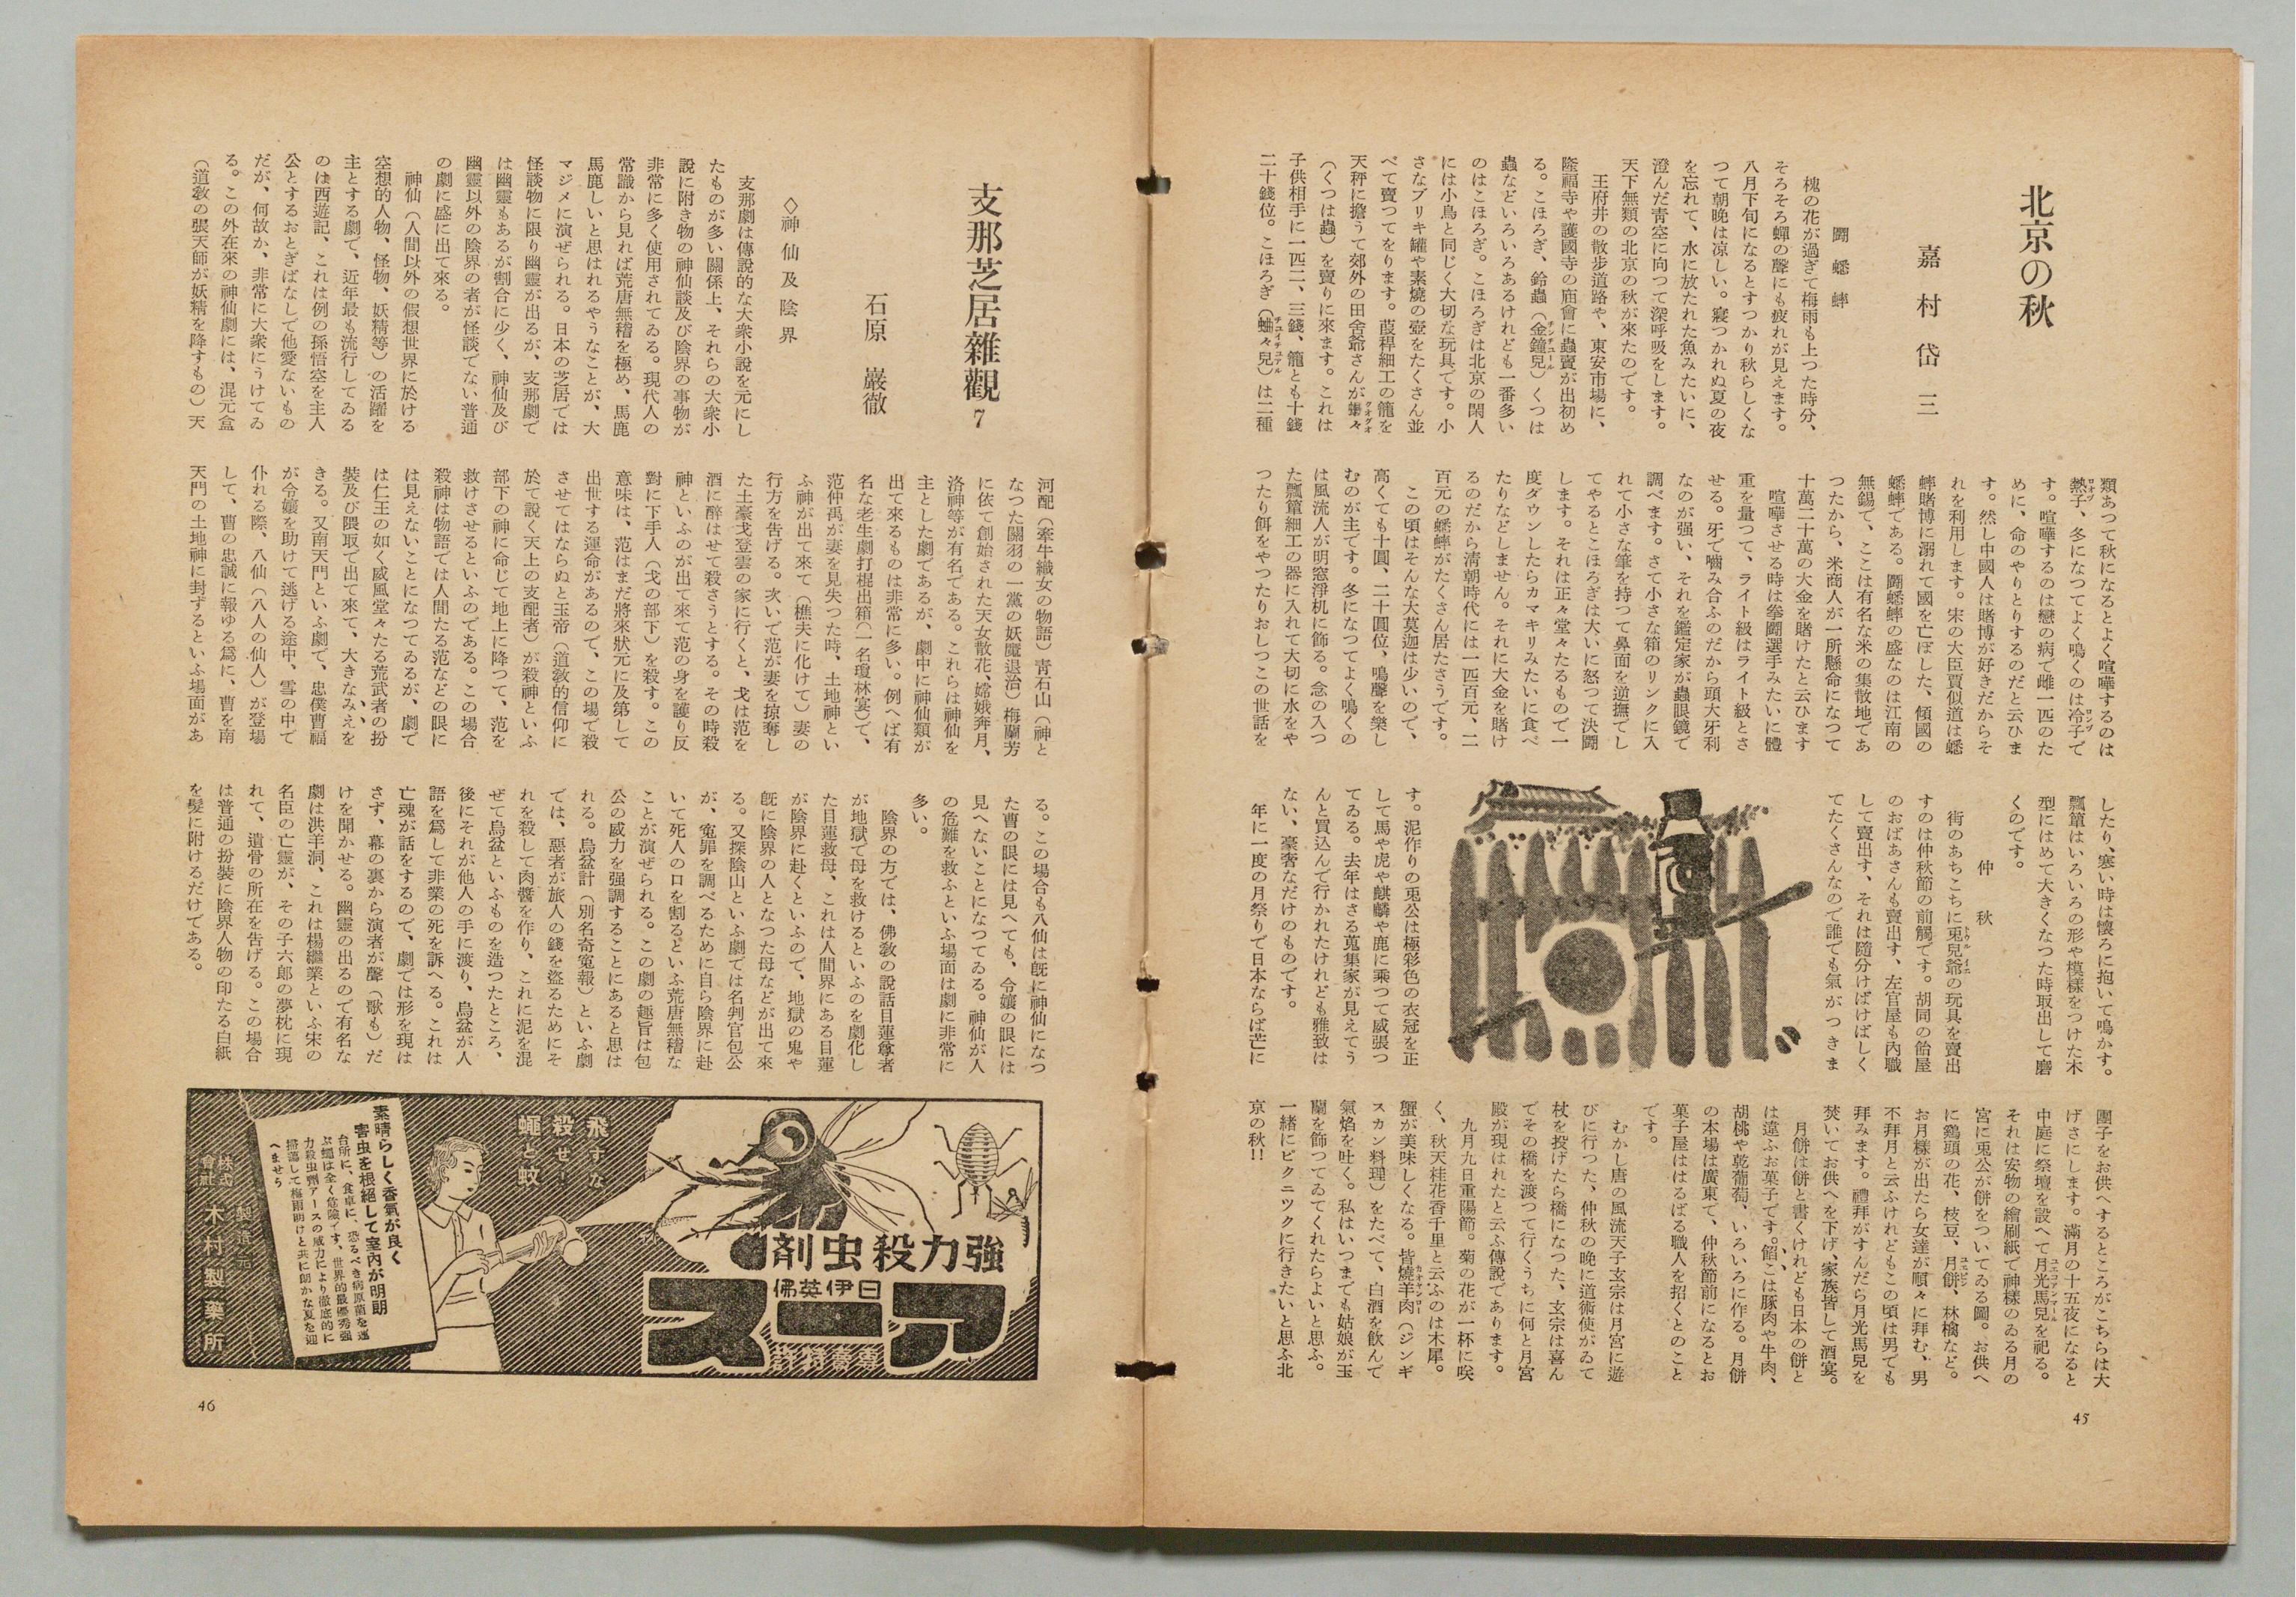 北京の秋
嘉村岱三
鬪蟋蟀
槐の花が過ぎて梅雨も上つた時分、
そろそろ蟬の聲にも疲れが見えます。
八月下旬になるとすつかり秋らしくな
つて朝晩は凉しい。寢つかれぬ夏の夜
を忘れて、水に放たれた魚みたいに、
澄んだ靑空に向つて深呼吸をします。
天下無類の北京の秋が來たのです。
王府井の散步道路や、東安市場に、
隆福寺や護國寺の庙會に蟲賣が出初め
る。こほろぎ、鈴蟲（金鐘兒）くつは
蟲などいろいろあるけれども一番多い
のはこほろぎ。こほろぎは北京の閑人
には小鳥と同じく大切な玩具です。小
さなブリキ罐や素燒の壺をたくさん並
べて賣つてをります。葭稈細工の籠を
天秤に擔うて郊外の田舍爺さんが蟈々
（くつは蟲）を賣りに來ます。これは
子供相手に一匹二、三錢、籠とも十錢
二十錢位。こほろぎ（蛐々兒）は二種
類あつて秋になるとよく喧嘩するのは
熱子、冬になつてよく鳴くのは冷子で
す。喧嘩するのは戀の病で雌一匹のた
めに、命のやりとりするのだと云ひま
す。然し中國人は賭博が好きだからそ
れを利用します。宋の大臣賈似道は蟋
蟀賭博に溺れて國を亡ぼした、傾國の
蟋蟀である。鬪蟋蟀の盛なのは江南の
無錫で、ここは有名な米の集散地であ
つたから、米商人が一所懸命になつて
十萬二十萬の大金を賭けたと云ひます
喧嘩させる時は拳鬪選手みたいに體
重を量つて、ライト級はライト級とさ
せる。牙で嚙み合ふのだから頭大牙利
なのが强い、それを鑑定家が蟲眼鏡で
調べます。さて小さな箱のリンクに入
れて小さな筆を持つて鼻面を逆撫でし
てやるとこほろぎは大いに怒つて決鬪
します。それは正々堂々たるもので一
度ダウンしたらカマキリみたいに食べ
たりなどしません。それに大金を賭け
るのだから淸朝時代には一匹百元、二
百元の蟋蟀がたくさん居たさうです。
この頃はそんな大莫迦は少いので、
高くても十圓、二十圓位、鳴聲を樂し
むのが主です。冬になつてよく鳴くの
は風流人が明窓淨机に飾る。念の入つ
た瓢簞細工の器に入れて大切に水をや
つたり餌をやつたりおしつこの世話を
したり、寒い時は懷ろに抱いて鳴かす。
瓢簞はいろいろの形や模樣をつけた木
型にはめて大きくなつた時取出して磨
くのです。
仲秋
街のあちこちに兎兒爺の玩具を賣出
すのは仲秋節の前觸です。胡同の飴屋
のおばあさんも賣出す、左官屋も內職
して賣出す、それは隨分けばけばしく
てたくさんなので誰でも氣がつきま
す。泥作りの兎公は極彩色の衣冠を正
して馬や虎や麒麟や鹿に乘つて威張つ
てゐる。去年はさる蒐集家が見えてう
んと買込んで行かれたけれども雅致は
ない、豪奢なだけのものです。
年に一度の月祭りで日本ならば芒に
團子をお供へするところがこちらは大
げさにします。滿月の十五夜になると
中庭に祭壇を設へて月光馬兒を祀る。
それは安物の繪刷紙で神樣のゐる月の
宮に兎公が餠をついてゐる圖。お供へ
に鷄頭の花、枝豆、月餠、林檎など。
お月樣が出たら女達が順々に拜む、男
不拜月と云ふけれどもこの頃は男でも
拜みます。禮拜がすんだら月光馬兒を
焚いてお供へを下げ、家族皆して酒宴。
月餠は餠と書くけれども日本の餠と
は違ふお菓子です。餡こは豚肉や牛肉、
胡桃や乾葡萄、いろいろに作る。月餠
の本場は廣東で、仲秋節前になるとお
菓子屋ははるばる職人を招くとのこと
です。
むかし唐の風流天子玄宗は月宮に遊
びに行つた、仲秋の晩に道術使がゐて
杖を投げたら橋になつた、玄宗は喜ん
でその橋を渡つて行くうちに何と月宮
殿が現はれたと云ふ傳說であります。
九月九日重陽節。菊の花が一杯に咲
く、秋天桂花香千里と云ふのは木犀。
蟹が美味しくなる。皆燒羊肉（ジンギ
スカン料理）をたべて、白酒を飮んで
氣焰を吐く。私はいつまでも姑娘が玉
蘭を飾つてゐてくれたらよいと思ふ。
一緖にピクニツクに行きたいと思ふ北
京の秋!!
45
支那芝居雜觀 7
石原巖徹
◇神仙及陰界
支那劇は傳說的な大衆小說を元にし
たものが多い關係上、それらの大衆小
說に附き物の神仙談及び陰界の事物が
非常に多く使用されてゐる。現代人の
常識から見れば荒唐無稽を極め、馬鹿
馬鹿しいと思はれるやうなことが、大
マジメに演ぜられる。日本の芝居では
怪談物に限り幽靈が出るが、支那劇で
は幽靈もあるが割合に少く、神仙及び
幽靈以外の陰界の者が怪談でない普通
の劇に盛に出て來る。
神仙（人間以外の假想世界に於ける
空想的人物、怪物、妖精等）の活躍を
主とする劇で、近年最も流行してゐる
のは西遊記、これは例の孫悟空を主人
公とするおとぎばなしで他愛ないもの
だが、何故か、非常に大衆にうけてゐ
る。この外在來の神仙劇には、混元盒
（道敎の張天師が妖精を降すもの）天
河配（牽牛織女の物語）靑石山（神と
なつた關羽の一黨の妖魔退治）梅蘭芳
に依て創始された天女散花、嫦娥奔月、
洛神等が有名である。これらは神仙を
主とした劇であるが、劇中に神仙類が
出て來るものは非常に多い。例へば有
名な老生劇打棍出箱（一名瓊林宴）で、
范仲禹が妻を見失つた時、土地神とい
ふ神が出て來て（樵夫に化けて）妻の
行方を告げる。次いで范が妻を掠奪し
た土豪戈登雲の家に行くと、戈は范を
酒に醉はせて殺さうとする。その時殺
神といふのが出て來て范の身を護り反
對に下手人（戈の部下）を殺す。この
意味は、范はまだ將來狀元に及第して
出世する運命があるので、この場で殺
させてはならぬと玉帝（道敎的信仰に
於て說く天上の支配者）が殺神といふ
部下の神に命じて地上に降つて、范を
救けさせるといふのである。この場合
殺神は物語では人間たる范などの眼に
は見えないことになつてゐるが、劇で
は仁王の如く威風堂々たる荒武者の扮
裝及び隈取で出て來て、大きなみえを
きる。又南天門といふ劇で、忠僕曹福
が令孃を助けて逃げる途中、雪の中で
仆れる際、八仙（八人の仙人）が登場
して、曹の忠誠に報ゆる爲に、曹を南
天門の土地神に封ずるといふ場面があ
る。この場合も八仙は旣に神仙になつ
た曹の眼には見へても、令孃の眼には
見へないことになつてゐる。神仙が人
の危難を救ふといふ場面は劇に非常に
多い。
陰界の方では、佛敎の說話目蓮尊者
が地獄で母を救けるといふのを劇化し
た目蓮救母、これは人間界にある目蓮
が陰界に赴くといふので、地獄の鬼や
旣に陰界の人となつた母などが出て來
る。又探陰山といふ劇では名判官包公
が、寃罪を調べるために自ら陰界に赴
いて死人の口を割るといふ荒唐無稽な
ことが演ぜられる。この劇の趣旨は包
公の威力を强調することにあると思は
れる。烏盆計（別名奇寃報）といふ劇
では、惡者が旅人の錢を盜るためにそ
れを殺して肉醬を作り、これに泥を混
ぜて烏盆といふものを造つたところ、
後にそれが他人の手に渡り、烏盆が人
語を爲して非業の死を訴へる。これは
亡魂が話をするので、劇では形を現は
さず、幕の裏から演者が聲（歌も）だ
けを聞かせる。幽靈の出るので有名な
劇は洪羊洞、これは楊繼業といふ宋の
名臣の亡靈が、その子六郞の夢枕に現
れて、遺骨の所在を告げる。この場合
は普通の扮裝に陰界人物の印たる白紙
を髮に附けるだけである。
强力殺虫劑
日伊英佛
アース
專賣特許
飛すな
殺せ！
蠅と蚊
素晴らしく香氣が良く
害虫を根絕して室內が明朗
台所に、食卓に、恐るべき病原菌を運
ぶ蠅は全く危險です、世界的最優秀强
力殺虫劑アースの威力により徹底的に
掃蕩して梅雨明けと共に朗かな夏を迎
へませう
製造元
株式會社 木村製藥所
46